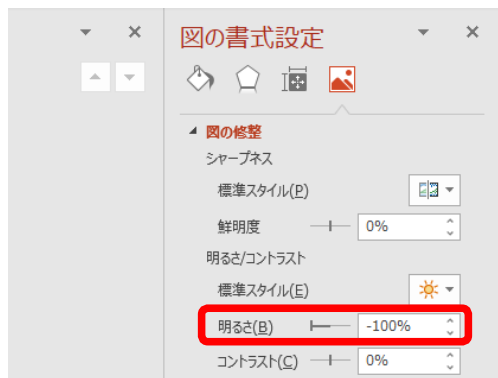 図の書式設定
図の修整
シャープネス
標準スタイル(P)
鮮明度 0%
明るさ/コントラスト
標準スタイル(E)
明るさ(B) -100%
コントラスト(C) 0%